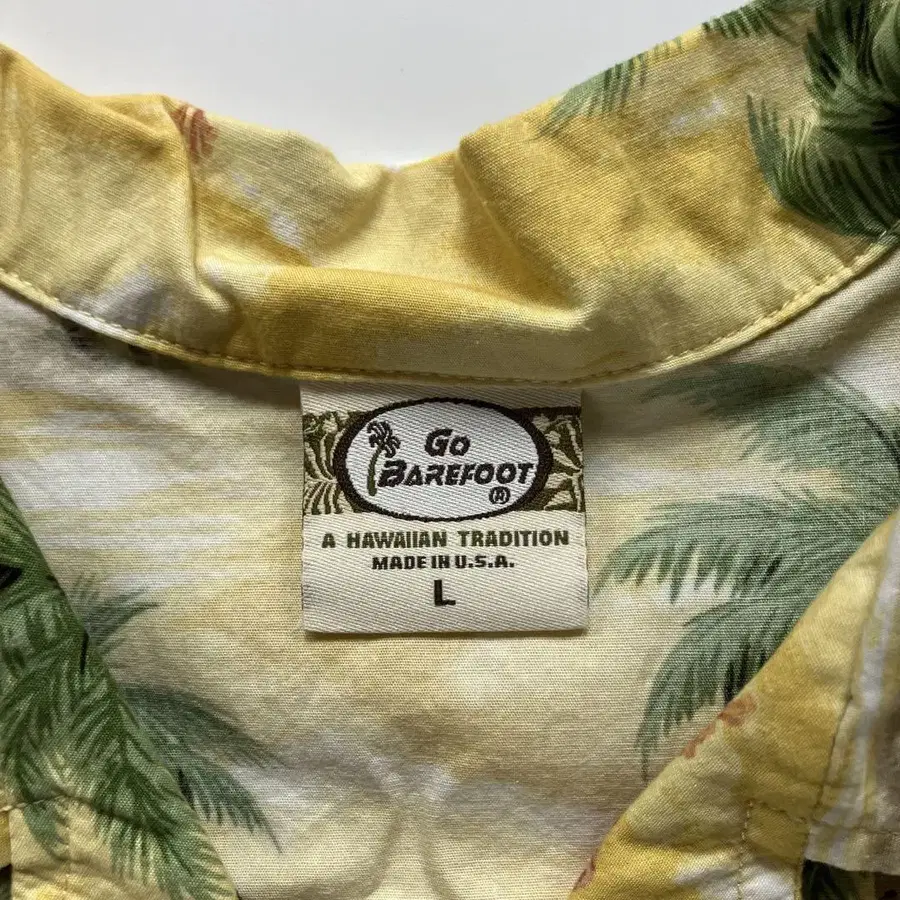 GO
BAREFOOT
®
A HAWAIIAN TRADITION
MADE IN U.S.A.
L